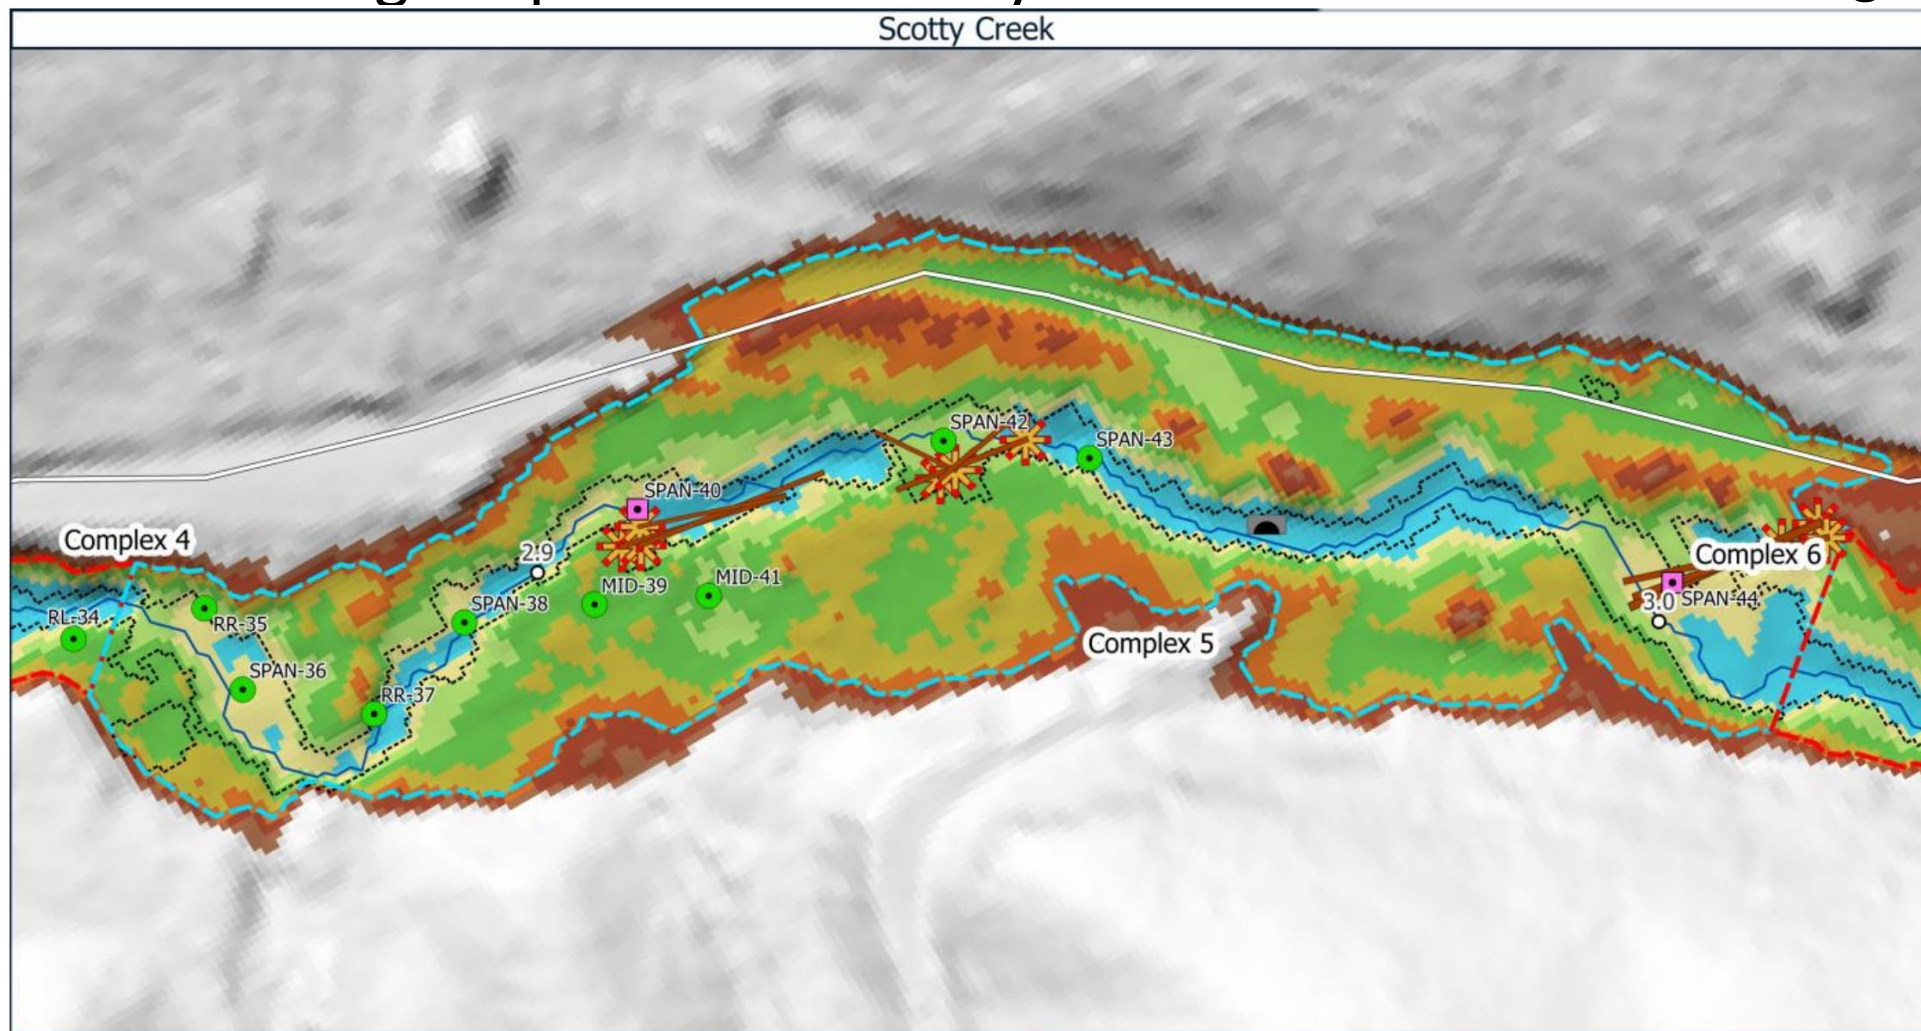 Scotty Creek
SPAN-42
SPAN-43
SPAN-40
Complex 4
2.9
Complex 6
MID-41
MID-39
SPAN-38
3.0
SPAN-44
RL-34
RR-35
Complex 5
SPAN-36
RR-37